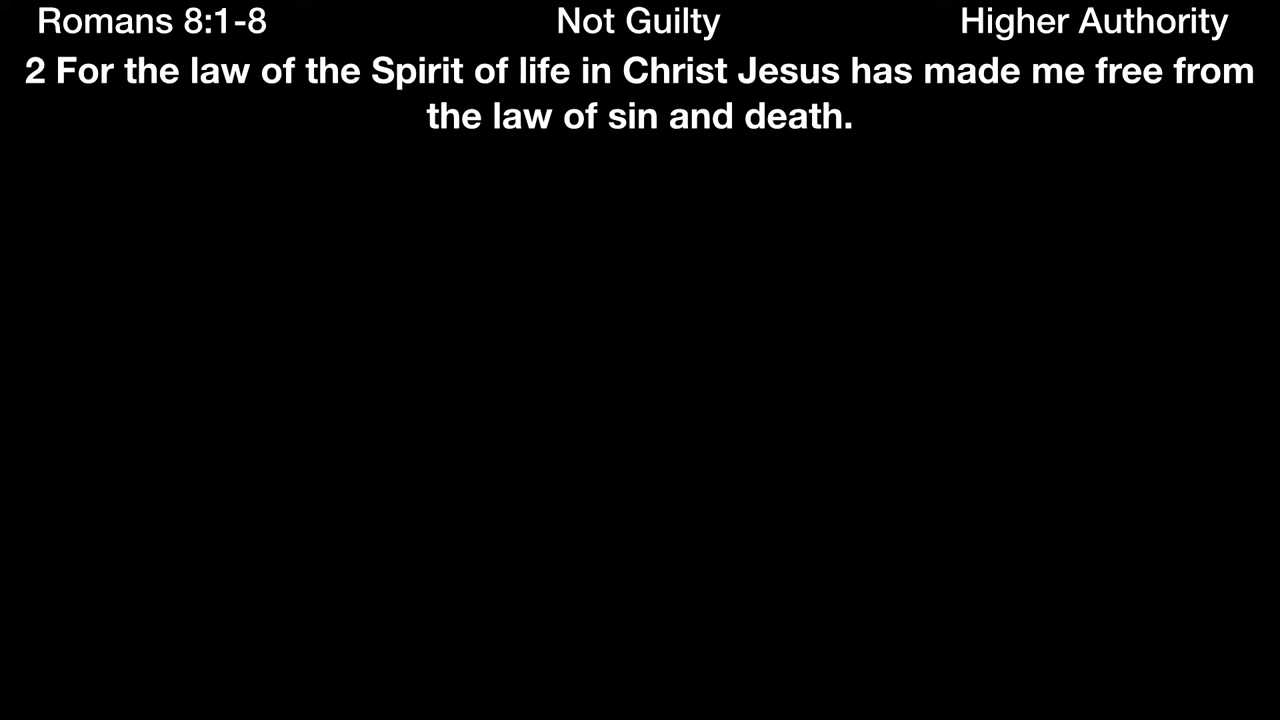 Romans 8:1-8 Not Guilty Higher Authority
2 For the law of the Spirit of life in Christ Jesus has made me free from
the law of sin and death.